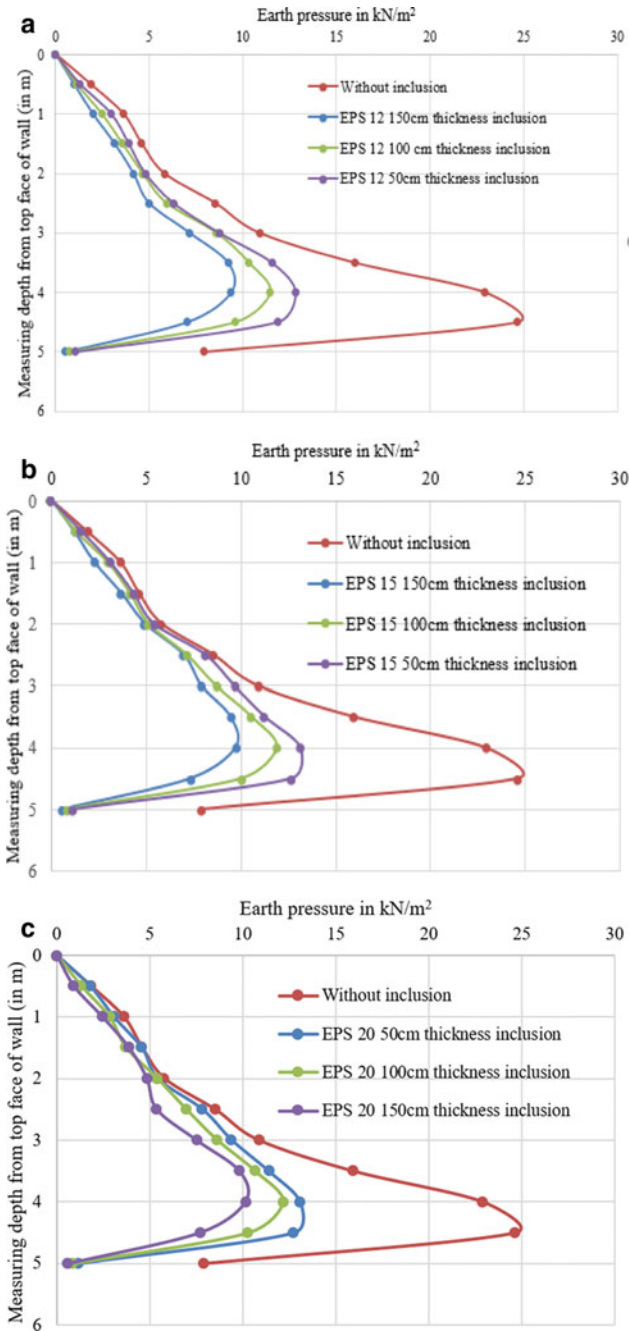 a
Earth pressure in kN/m²
0 5 10 15 20 25 30
Measuring depth from top face of wall (in m)
0
1
2
3
4
5
6
Without inclusion
EPS 12 150cm thickness inclusion
EPS 12 100 cm thickness inclusion
EPS 12 50cm thickness inclusion
b
Earth pressure in kN/m²
0 5 10 15 20 25 30
Measuring depth from top face of wall (in m)
0
1
2
3
4
5
6
Without inclusion
EPS 15 150cm thickness inclusion
EPS 15 100cm thickness inclusion
EPS 15 50cm thickness inclusion
c
Earth pressure in kN/m²
0 5 10 15 20 25 30
Measuring depth from top face of wall (in m)
0
1
2
3
4
5
6
Without inclusion
EPS 20 50cm thickness inclusion
EPS 20 100cm thickness inclusion
EPS 20 150cm thickness inclusion